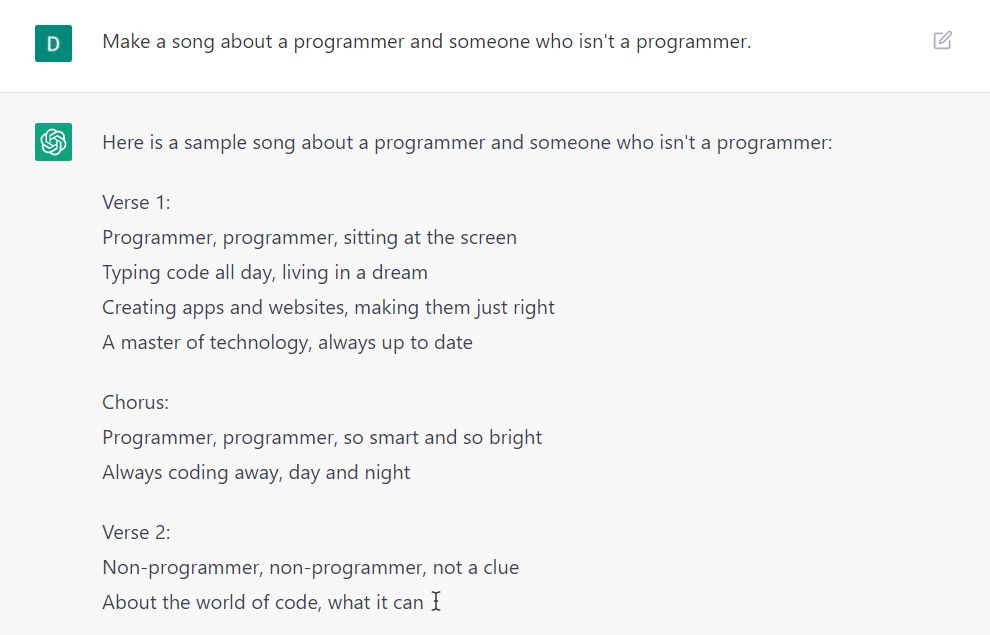 D
Make a song about a programmer and someone who isn't a programmer.
Here is a sample song about a programmer and someone who isn't a programmer:
Verse 1:
Programmer, programmer, sitting at the screen
Typing code all day, living in a dream
Creating apps and websites, making them just right
A master of technology, always up to date
Chorus:
Programmer, programmer, so smart and so bright
Always coding away, day and night
Verse 2:
Non-programmer, non-programmer, not a clue
About the world of code, what it can